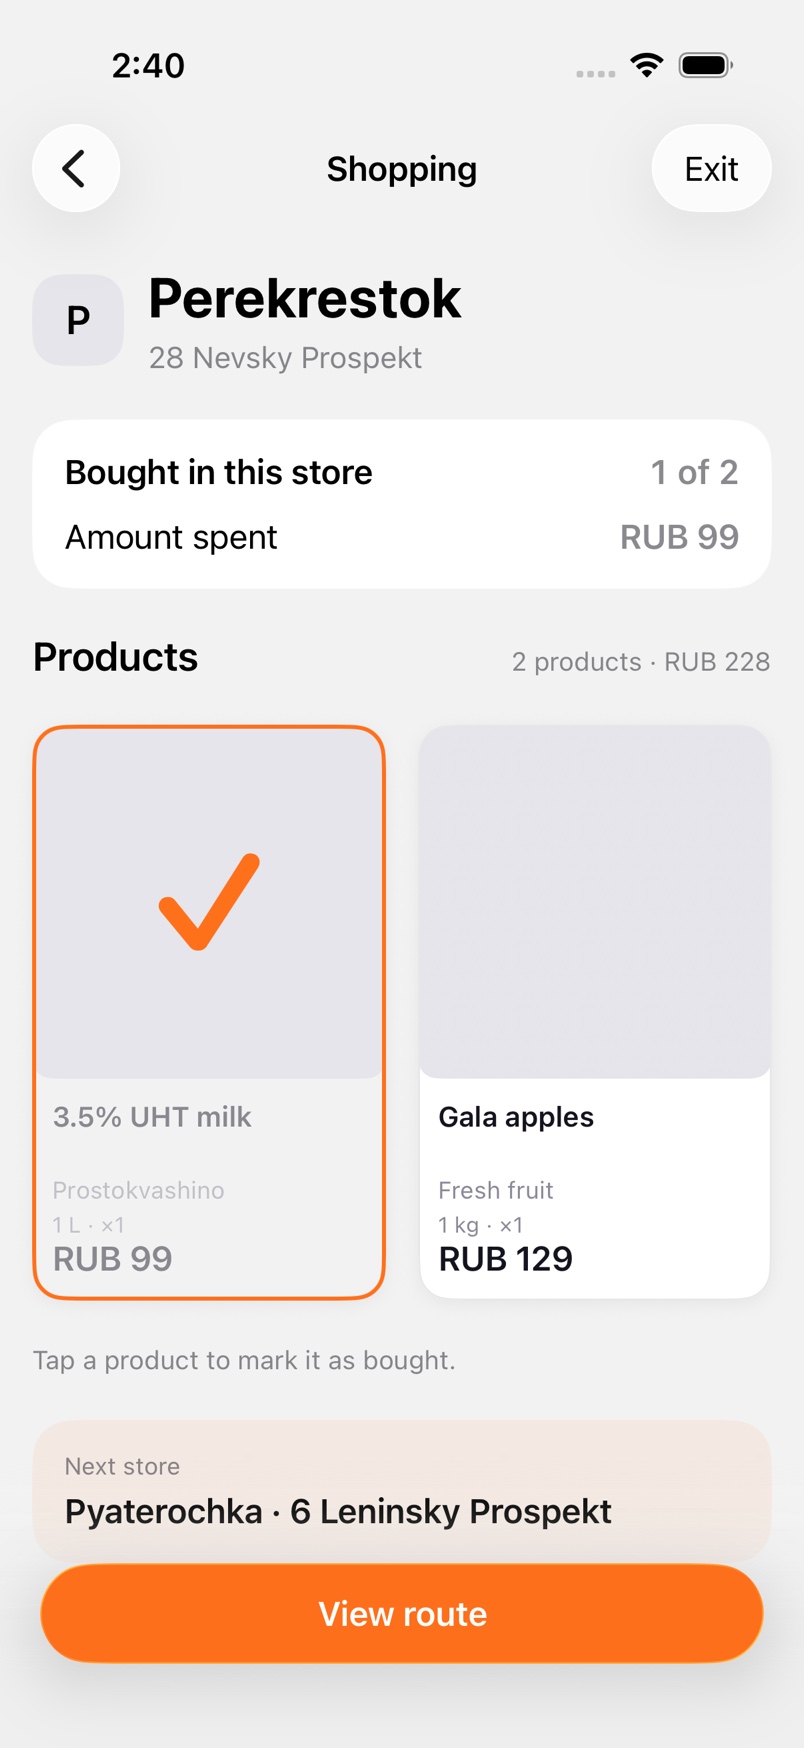 2:40
Shopping
Exit
P
Perekrestok
28 Nevsky Prospekt
Bought in this store 1 of 2
Amount spent RUB 99
Products 2 products · RUB 228
3.5% UHT milk
Prostokvashino
1 L · ×1
RUB 99
Gala apples
Fresh fruit
1 kg · ×1
RUB 129
Tap a product to mark it as bought.
Next store
Pyaterochka · 6 Leninsky Prospekt
View route